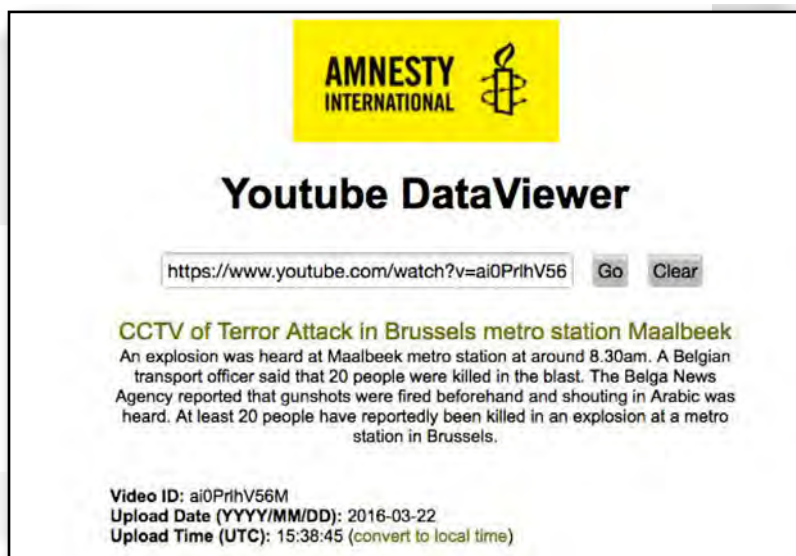 AMNESTY
INTERNATIONAL
Youtube DataViewer
https://www.youtube.com/watch?v=ai0PrlhV56 Go Clear
CCTV of Terror Attack in Brussels metro station Maalbeek
An explosion was heard at Maalbeek metro station at around 8.30am. A Belgian
transport officer said that 20 people were killed in the blast. The Belga News
Agency reported that gunshots were fired beforehand and shouting in Arabic was
heard. At least 20 people have reportedly been killed in an explosion at a metro
station in Brussels.
Video ID: ai0PrlhV56M
Upload Date (YYYY/MM/DD): 2016-03-22
Upload Time (UTC): 15:38:45 (convert to local time)